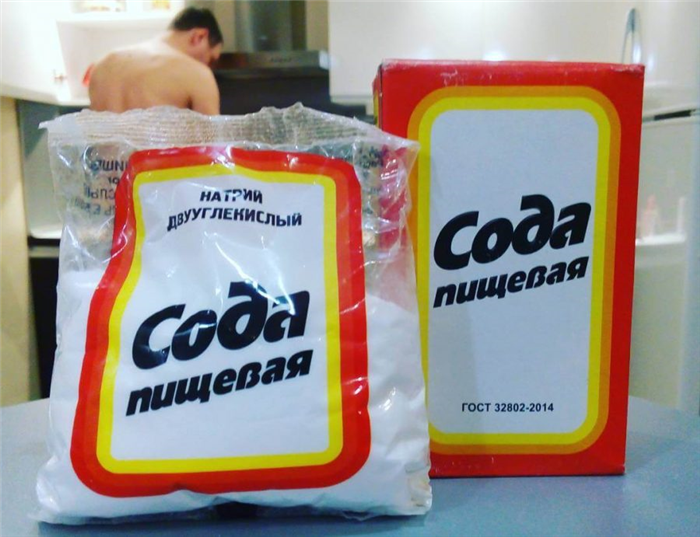 НАТРИЙ
ДВУУГЛЕКИСЛЫЙ
Сода
пищевая
Сода
пищевая
ГОСТ 32802-2014